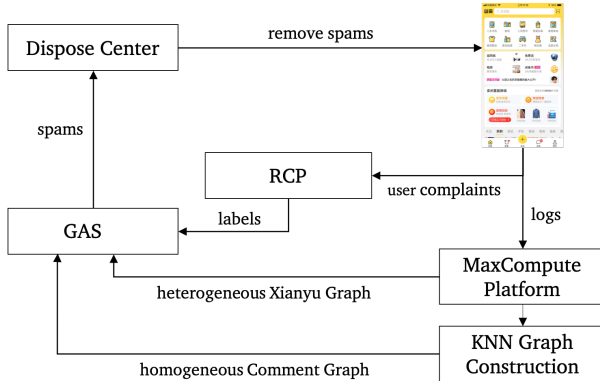 Dispose Center
remove spams
spams
RCP
user complaints
labels
logs
GAS
MaxCompute
Platform
heterogeneous Xianyu Graph
KNN Graph
Construction
homogeneous Comment Graph